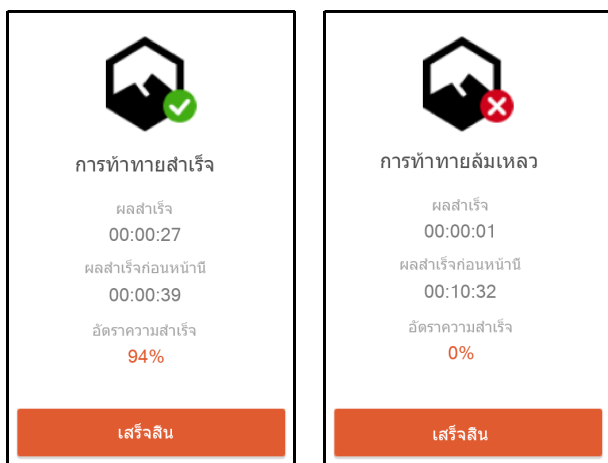 การท้าทายสำเร็จ
ผลสำเร็จ
00:00:27
ผลสำเร็จก่อนหน้านี้
00:00:39
อัตราความสำเร็จ
94%
เสร็จสิ้น
การท้าทายล้มเหลว
ผลสำเร็จ
00:00:01
ผลสำเร็จก่อนหน้านี้
00:10:32
อัตราความสำเร็จ
0%
เสร็จสิ้น